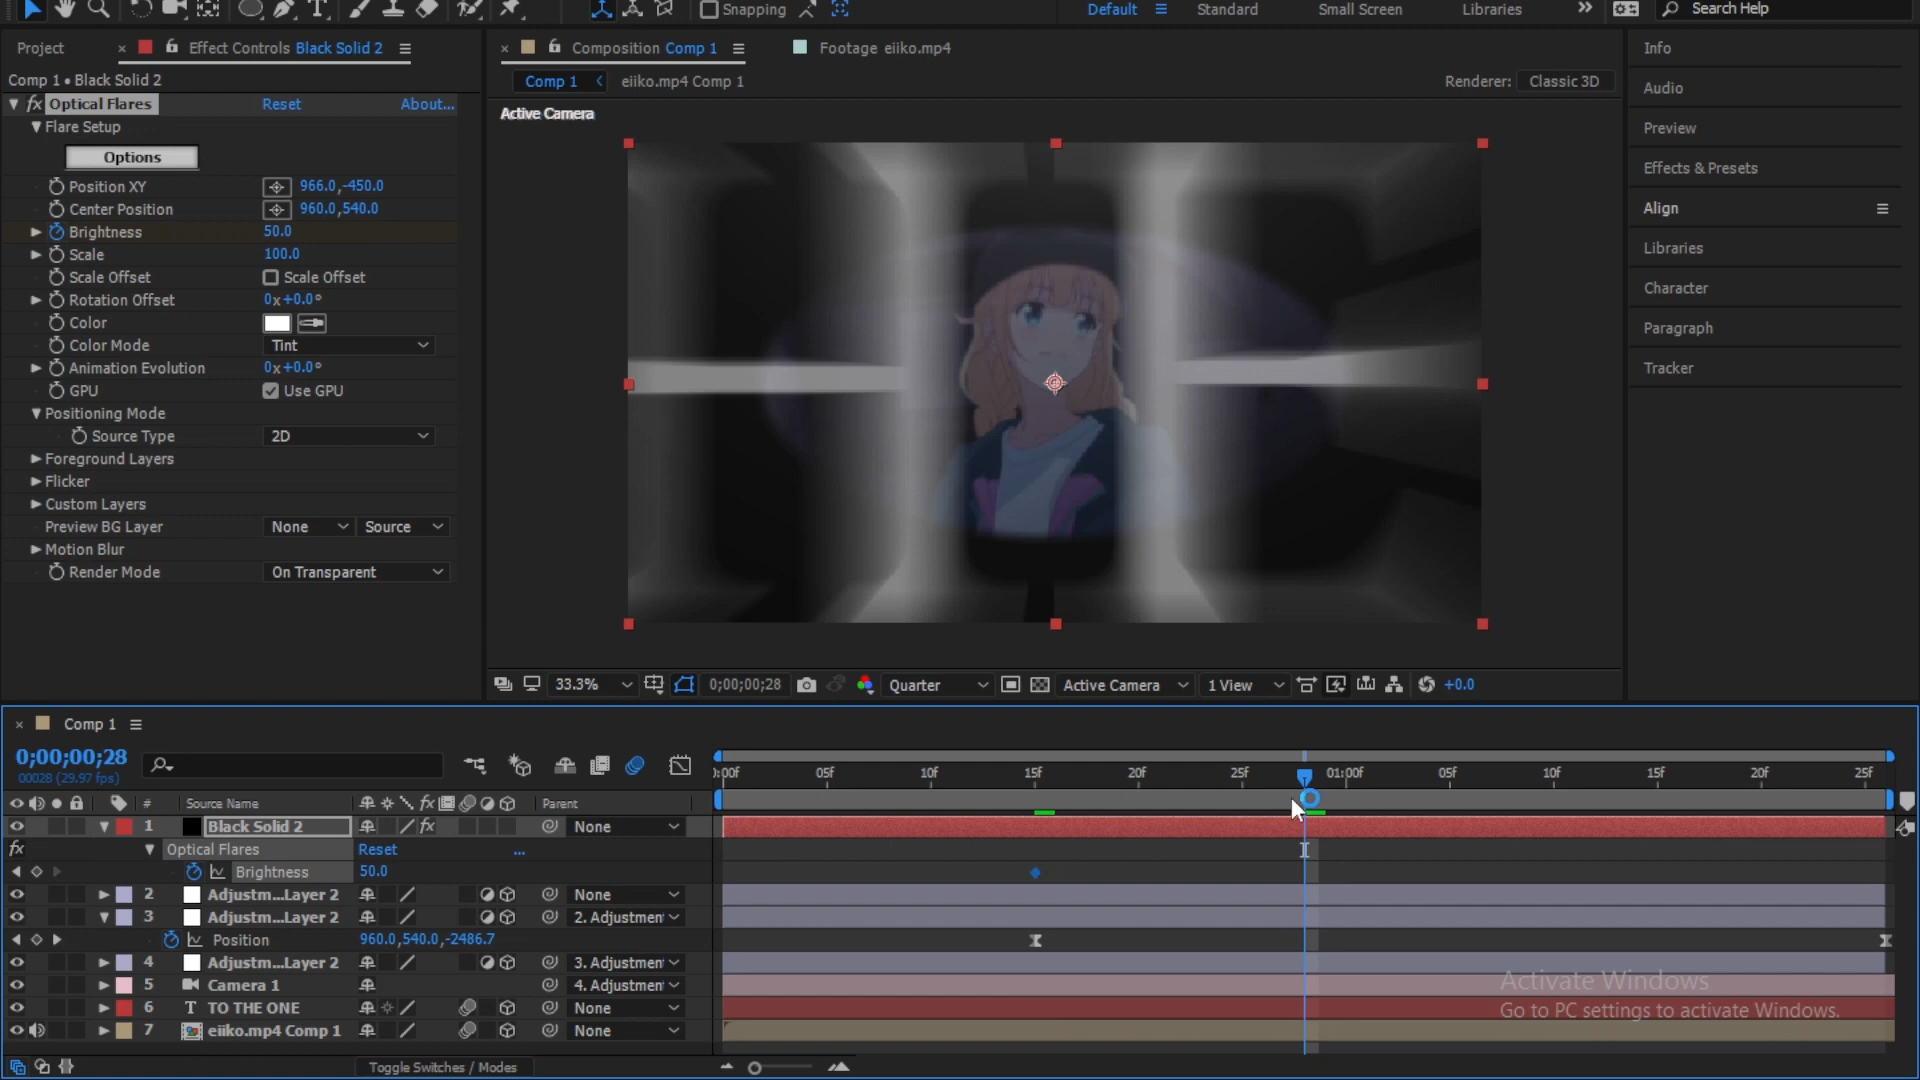 Snapping
Default
Standard
Small Screen
Libraries
Search Help
Project
Effect Controls Black Solid 2
Composition Comp 1
Footage eiiko.mp4
Info
Comp 1 • Black Solid 2
Comp 1
eiiko.mp4 Comp 1
Renderer: Classic 3D
Audio
fx Optical Flares Reset About...
Active Camera
Flare Setup
Preview
Options
Effects & Presets
Position XY 966.0,-450.0
Center Position 960.0,540.0
Align
Brightness 50.0
Libraries
Scale 100.0
Scale Offset Scale Offset
Character
Rotation Offset 0x+0.0°
Color
Paragraph
Color Mode Tint
Animation Evolution 0x+0.0°
Tracker
GPU Use GPU
Positioning Mode
Source Type 2D
Foreground Layers
Flicker
Custom Layers
Preview BG Layer None Source
Motion Blur
Render Mode On Transparent
33.3% 0;00;00;28 Quarter Active Camera 1 View +0.0
Comp 1
0;00;00;28
00028 (29.97 fps)
:00f 05f 10f 15f 20f 25f 01:00f 05f 10f 15f 20f 25f
# Source Name fx Parent
1 Black Solid 2 fx None
fx Optical Flares Reset ...
Brightness 50.0
2 Adjustm...Layer 2 None
3 Adjustm...Layer 2 2. Adjustment
Position 960.0,540.0,-2486.7
4 Adjustm...Layer 2 3. Adjustment
5 Camera 1 4. Adjustment
6 T TO THE ONE None
7 eiiko.mp4 Comp 1 None
Activate Windows
Go to PC settings to activate Windows.
Toggle Switches / Modes